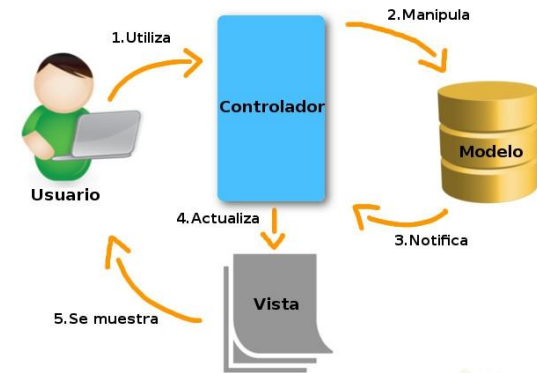 2.Manipula
1.Utiliza
Controlador
Modelo
Usuario
4.Actualiza
3.Notifica
Vista
5.Se muestra